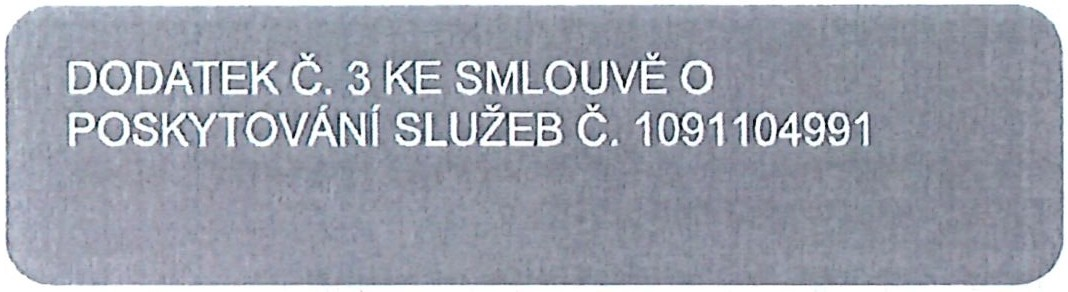 DODATEK Č. 3 KE SMLOUVĚ O
POSKYTOVÁNÍ SLUŽEB Č. 1091104991